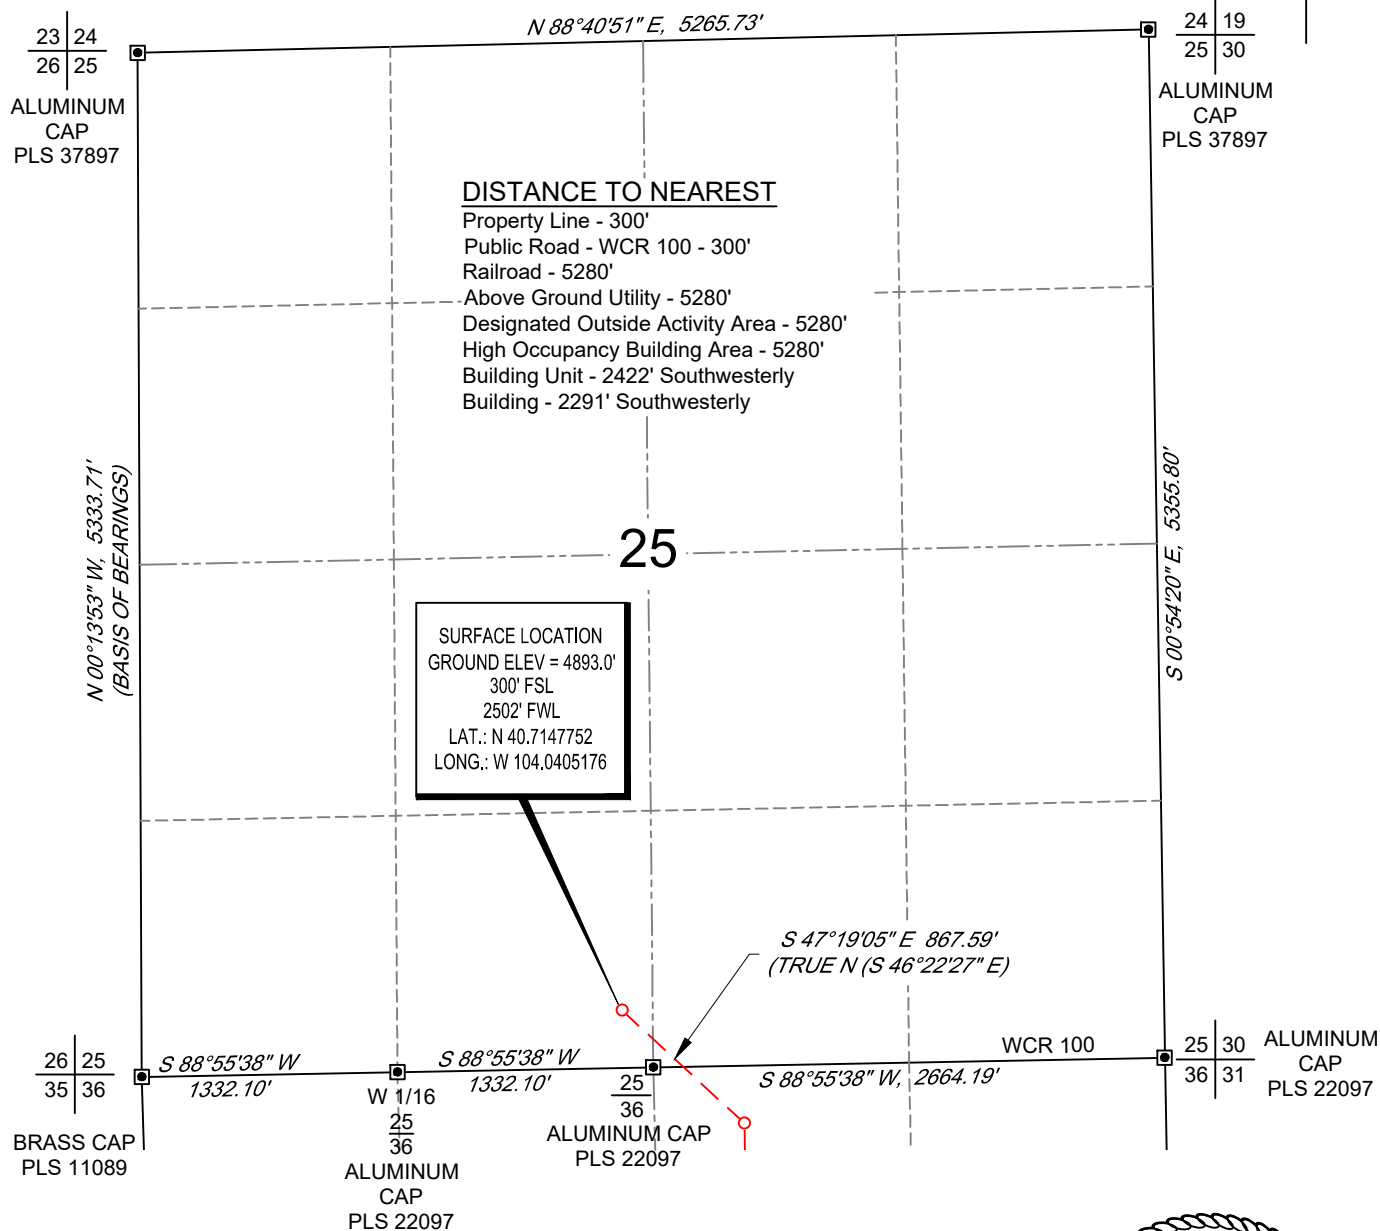 N 88°40'51" E, 5265.73'
23 24
26 25
ALUMINUM
CAP
PLS 37897
24 19
25 30
ALUMINUM
CAP
PLS 37897
DISTANCE TO NEAREST
Property Line - 300'
Public Road - WCR 100 - 300'
Railroad - 5280'
Above Ground Utility - 5280'
Designated Outside Activity Area - 5280'
High Occupancy Building Area - 5280'
Building Unit - 2422' Southwesterly
Building - 2291' Southwesterly
N 00°13'53" W, 5333.71'
(BASIS OF BEARINGS)
25
S 00°54'20" E, 5355.80'
SURFACE LOCATION
GROUND ELEV = 4893.0'
300' FSL
2502' FWL
LAT.: N 40.7147752
LONG.: W 104.0405176
S 47°19'05" E 867.59'
(TRUE N (S 46°22'27" E)
26 25
35 36
BRASS CAP
PLS 11089
S 88°55'38" W
1332.10'
W 1/16
25
36
ALUMINUM
CAP
PLS 22097
S 88°55'38" W
1332.10'
25
36
ALUMINUM CAP
PLS 22097
WCR 100
S 88°55'38" W, 2664.19'
25 30
36 31
ALUMINUM
CAP
PLS 22097